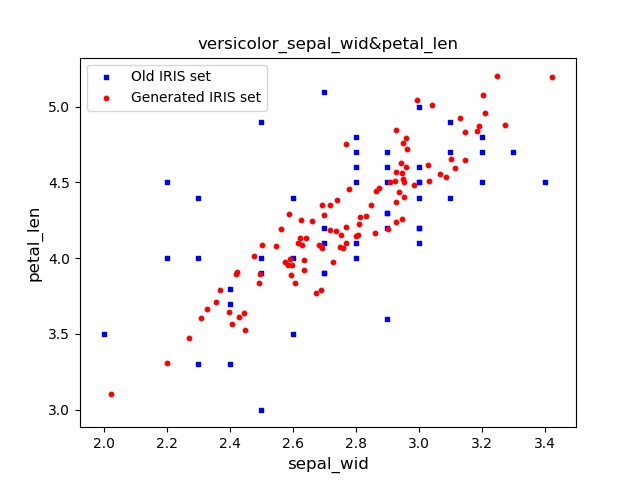 versicolor_sepal_wid&petal_len
Old IRIS set
Generated IRIS set
5.0
4.5
4.0
3.5
3.0
petal_len
2.0 2.2 2.4 2.6 2.8 3.0 3.2 3.4
sepal_wid